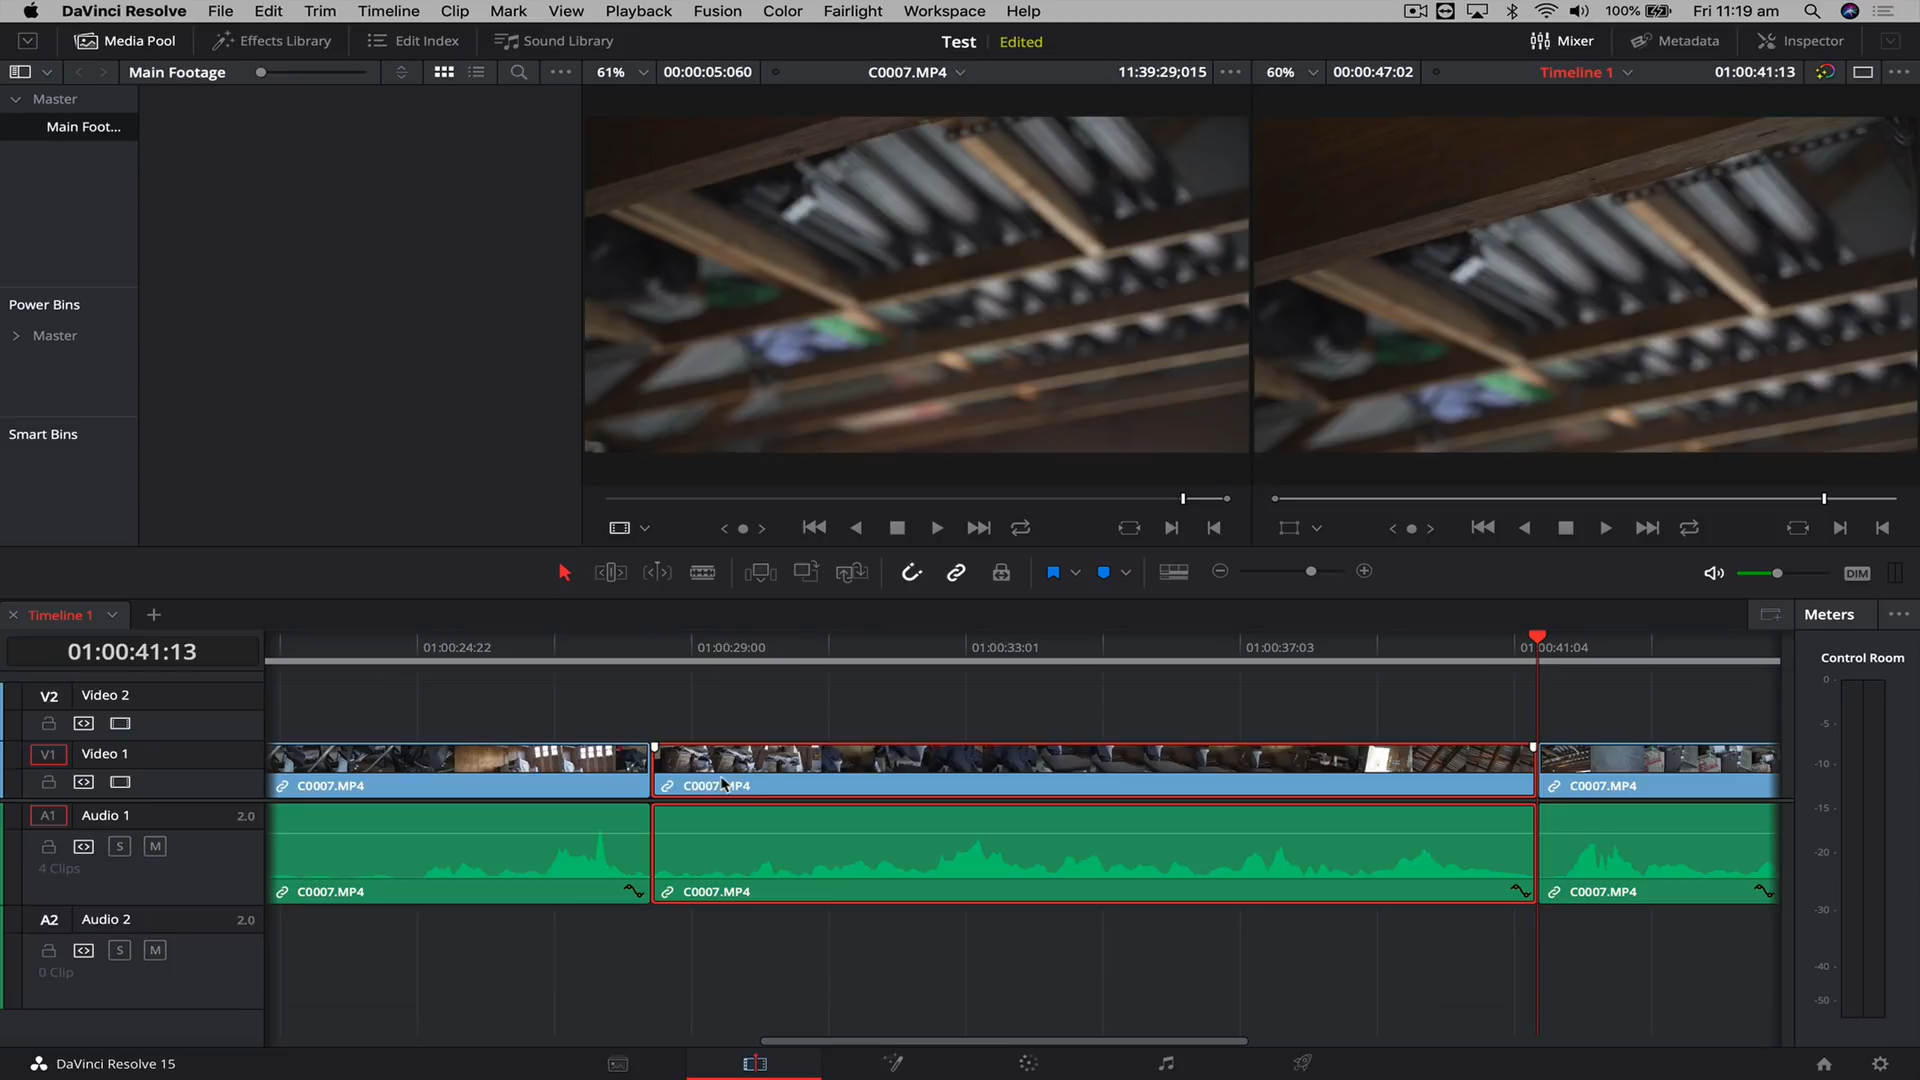 DaVinci Resolve File Edit Trim Timeline Clip Mark View Playback Fusion Color Fairlight Workspace Help 100% Fri 11:19 am
Media Pool Effects Library Edit Index Sound Library Test Edited Mixer Metadata Inspector
Main Footage 61% 00:00:05:060 C0007.MP4 11:39:29;015 60% 00:00:47:02 Timeline 1 01:00:41:13
Master
Main Foot...
Power Bins
Master
Smart Bins
DIM
Timeline 1 Meters
01:00:41:13 01:00:24:22 01:00:29:00 01:00:33:01 01:00:37:03 01:00:41:04
Control Room
V2 Video 2
V1 Video 1
C0007.MP4 C0007.MP4 C0007.MP4
A1 Audio 1 2.0
S M
4 Clips
C0007.MP4 C0007.MP4 C0007.MP4
A2 Audio 2 2.0
S M
0 Clip
0
-5
-10
-15
-20
-30
-40
-50
DaVinci Resolve 15